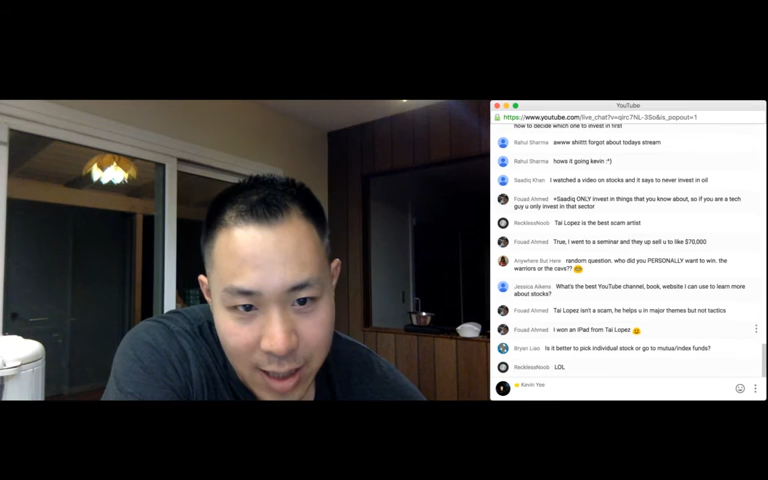 YouTube
https://www.youtube.com/live_chat?v=qirc7NL-3So&is_popout=1
how to decide which one to invest in first
Rahul Sharma awww shiittt forgot about todays stream
Rahul Sharma hows it going kevin :^)
Saadiq Khan I watched a video on stocks and it says to never invest in oil
Fouad Ahmed +Saadiq ONLY invest in things that you know about, so if you are a tech
guy u only invest in that sector
RecklessNoob Tai Lopez is the best scam artist
Fouad Ahmed True, I went to a seminar and they up sell u to like $70,000
Anywhere But Here random question. who did you PERSONALLY want to win. the
warriors or the cavs??
Jessica Aikens What's the best YouTube channel, book, website I can use to learn more
about stocks?
Fouad Ahmed Tai Lopez isn't a scam, he helps u in major themes but not tactics
Fouad Ahmed I won an IPad from Tai Lopez
Bryan Liao Is it better to pick individual stock or go to mutua/index funds?
RecklessNoob LOL
Kevin Yee